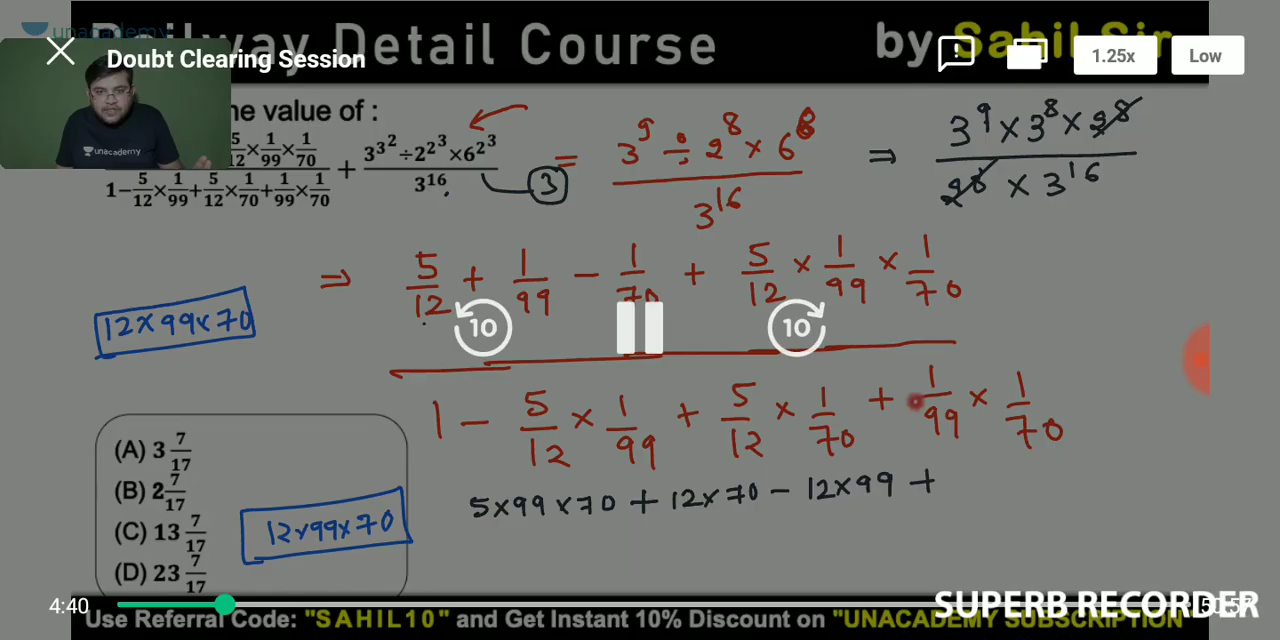 unacademy
Railway Detail Course by Sahil Sir
Doubt Clearing Session 1.25x Low
unacademy
he value of :
5/12×1/99×1/70 / 1−5/12×1/99+5/12×1/70+1/99×1/70 + 3^3^2÷2^2^3×6^2^3 / 3^16 = 3^9 ÷ 2^8 × 6^8 / 3^16 ⇒ 3^9 × 3^8 × 2^8 / 2^8 × 3^16
3
⇒ 5/12 + 1/99 − 1/70 + 5/12 × 1/99 × 1/70
12×99×70
10 10
1 − 5/12 × 1/99 + 5/12 × 1/70 + 1/99 × 1/70
5×99×70 + 12×70 − 12×99 +
(A) 3 7/17
(B) 2 7/17
(C) 13 7/17
12×99×70
(D) 23 7/17
4:40
SUPERB RECORDER
Use Referral Code: "SAHIL10" and Get Instant 10% Discount on "UNACADEMY SUBSCRIPTION"